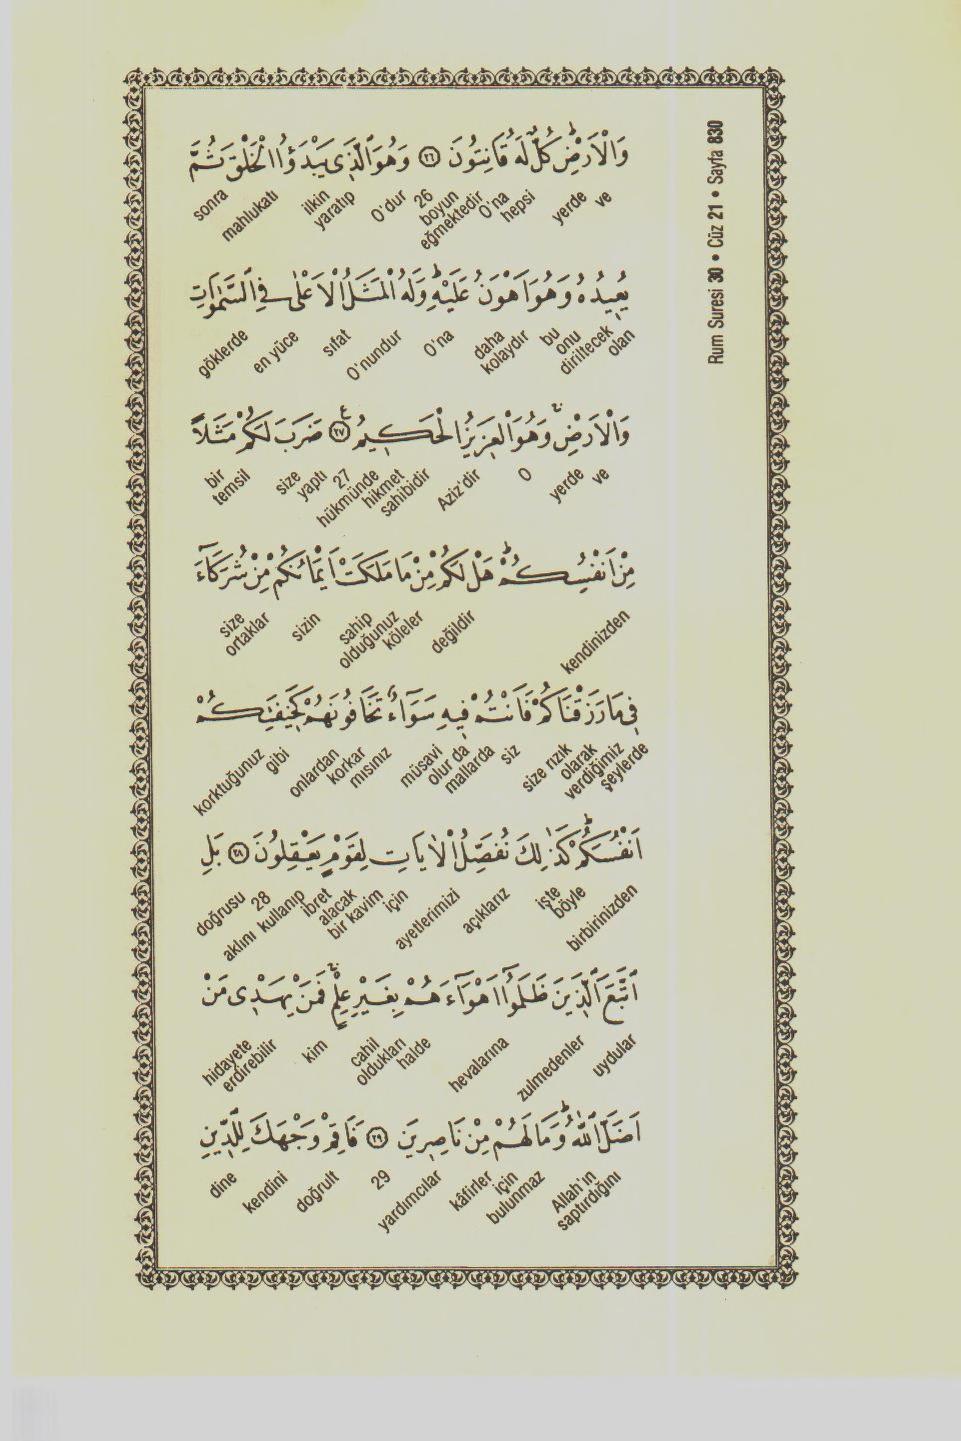 Rum Suresi 30 • Cüz 21 • Sayfa 830
وَالْاَرْضِۜ كُلٌّ لَهُ قَانِتُونَ ﴿٢٦﴾ وَهُوَ الَّذ۪ي يَبْدَؤُا الْخَلْقَ ثُمَّ
ve yerde hepsi O'na boyun eğmektedir 26 O'dur ilkin yaratıp mahlukatı sonra
يُع۪يدُهُ وَهُوَ اَهْوَنُ عَلَيْهِۜ وَلَهُ الْمَثَلُ الْاَعْلٰى فِي السَّمٰوَاتِ
diriltecek olan onu bu daha kolaydır O'na O'nundur sıfat en yüce göklerde
وَالْاَرْضِۚ وَهُوَ الْعَز۪يزُ الْحَك۪يمُ ﴿٢٧﴾ ضَرَبَ لَكُمْ مَثَلًا
ve yerde O Aziz'dir hüküm​ünde hikmet sahibidir 27 yaptı size bir temsil
مِنْ اَنْفُسِكُمْۜ هَلْ لَكُمْ مِنْ مَا مَلَكَتْ اَيْمَانُكُمْ مِنْ شُرَكَٓاءَ
kendinizden değildir sahip olduğunuz köleler sizin size ortaklar
ف۪ي مَا رَزَقْنَاكُمْ فَاَنْتُمْ ف۪يهِ سَوَٓاءٌ تَخَافُونَهُمْ كَخ۪يفَتِكُمْ
size rızık olarak verdiğimiz şeylerde siz müsavi olur da mallarda onlardan korkar mısınız gibi korktuğunuz
اَنْفُسَكُمْۜ كَذٰلِكَ نُفَصِّلُ الْاٰيَاتِ لِقَوْمٍ يَعْقِلُونَ ﴿٢٨﴾ بَلِ
birbirinizden işte böyle açıklarız ayetlerimizi için aklını kullanıp ibret alacak bir kavim 28 doğrusu
اتَّبَعَ الَّذ۪ينَ ظَلَمُٓوا اَهْوَٓاءَهُمْ بِغَيْرِ عِلْمٍۚ فَمَنْ يَهْد۪ي مَنْ
uydular zulmedenler hevalarına cahil oldukları halde kim hidayete erdirebilir
اَضَلَّ اللّٰهُۜ وَمَا لَهُمْ مِنْ نَاصِر۪ينَ ﴿٢٩﴾ فَاَقِمْ وَجْهَكَ لِلدّ۪ينِ
Allah'ın saptırdığını kâfirler için bulunmaz yardımcılar 29 doğrult kendini dine